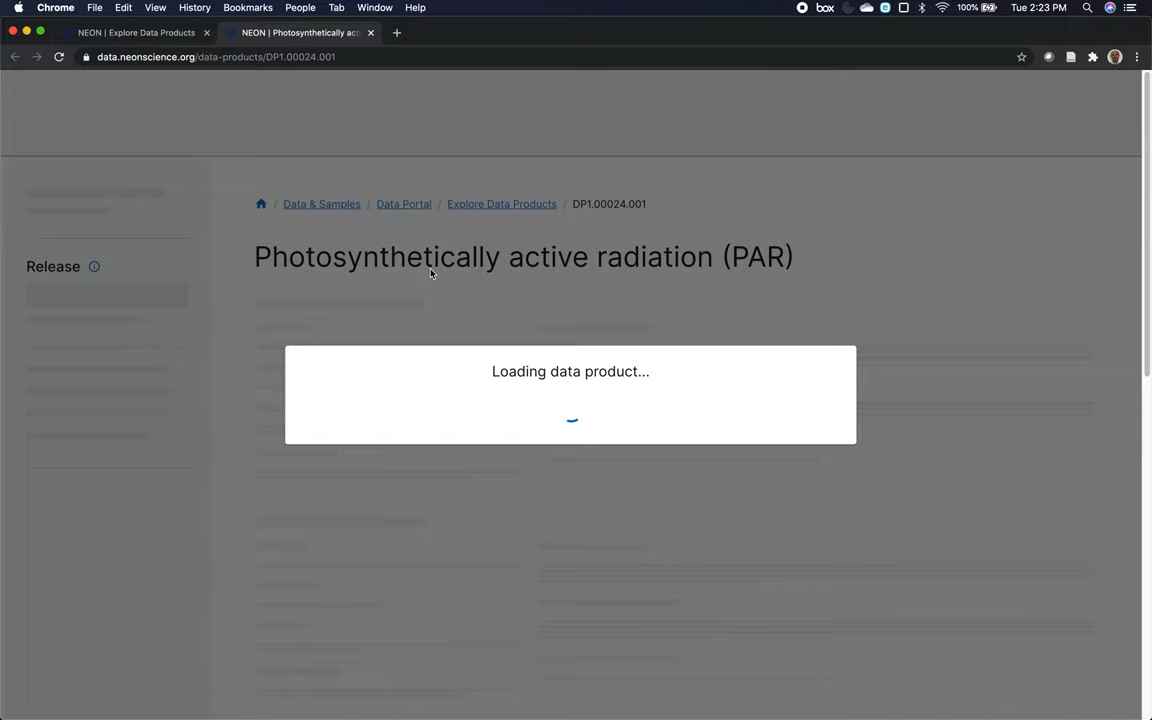 Chrome File Edit View History Bookmarks People Tab Window Help
box 100% Tue 2:23 PM
NEON | Explore Data Products
NEON | Photosynthetically act
data.neonscience.org/data-products/DP1.00024.001
/ Data & Samples / Data Portal / Explore Data Products / DP1.00024.001
Release
Photosynthetically active radiation (PAR)
Loading data product...